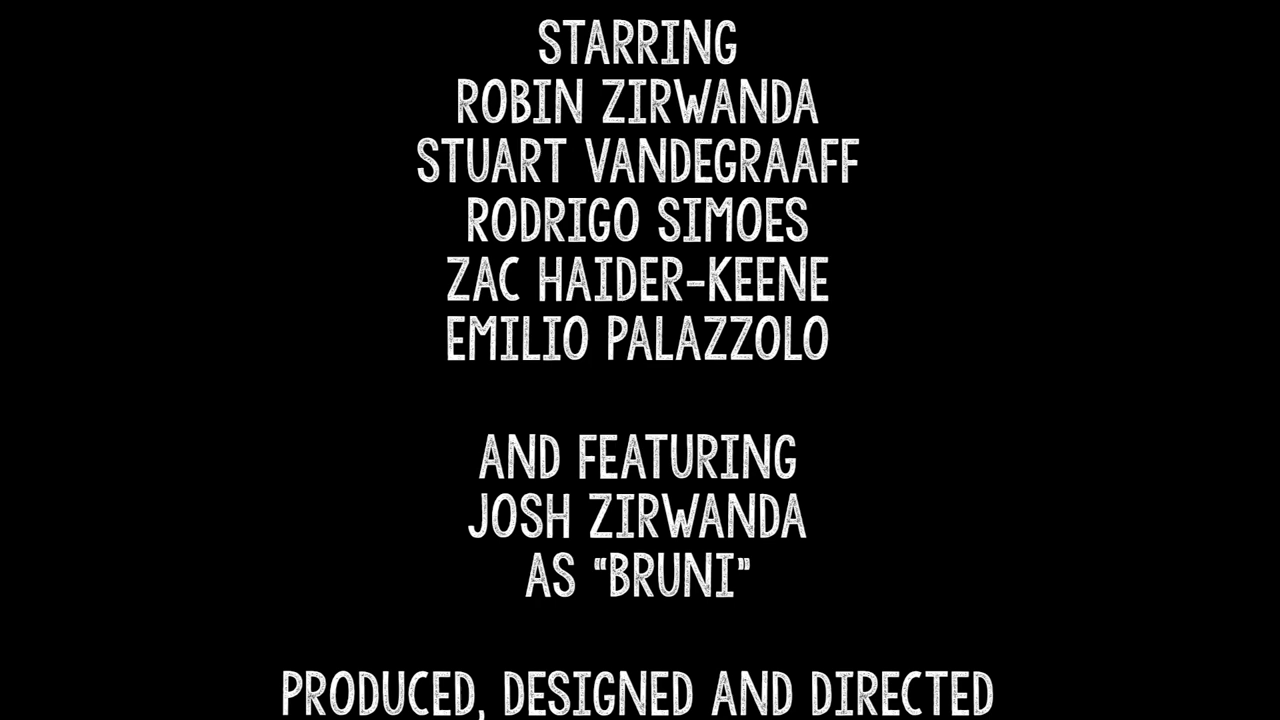 STARRING
ROBIN ZIRWANDA
STUART VANDEGRAAFF
RODRIGO SIMOES
ZAC HAIDER-KEENE
EMILIO PALAZZOLO
AND FEATURING
JOSH ZIRWANDA
AS “BRUNI”
PRODUCED, DESIGNED AND DIRECTED